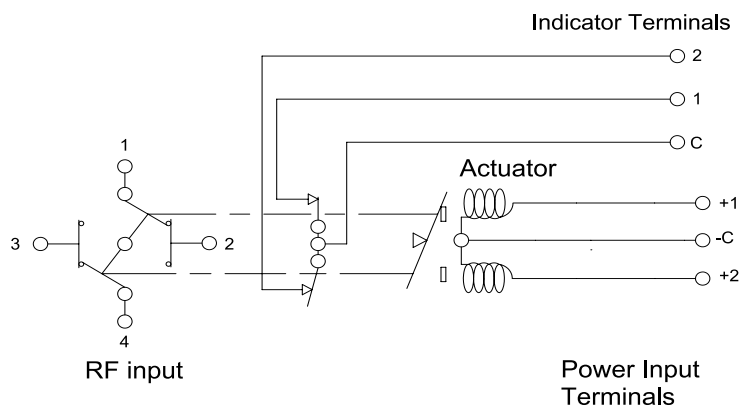 Indicator Terminals
2
1
C
Actuator
1
+1
3
2
-C
+2
4
RF input
Power Input
Terminals